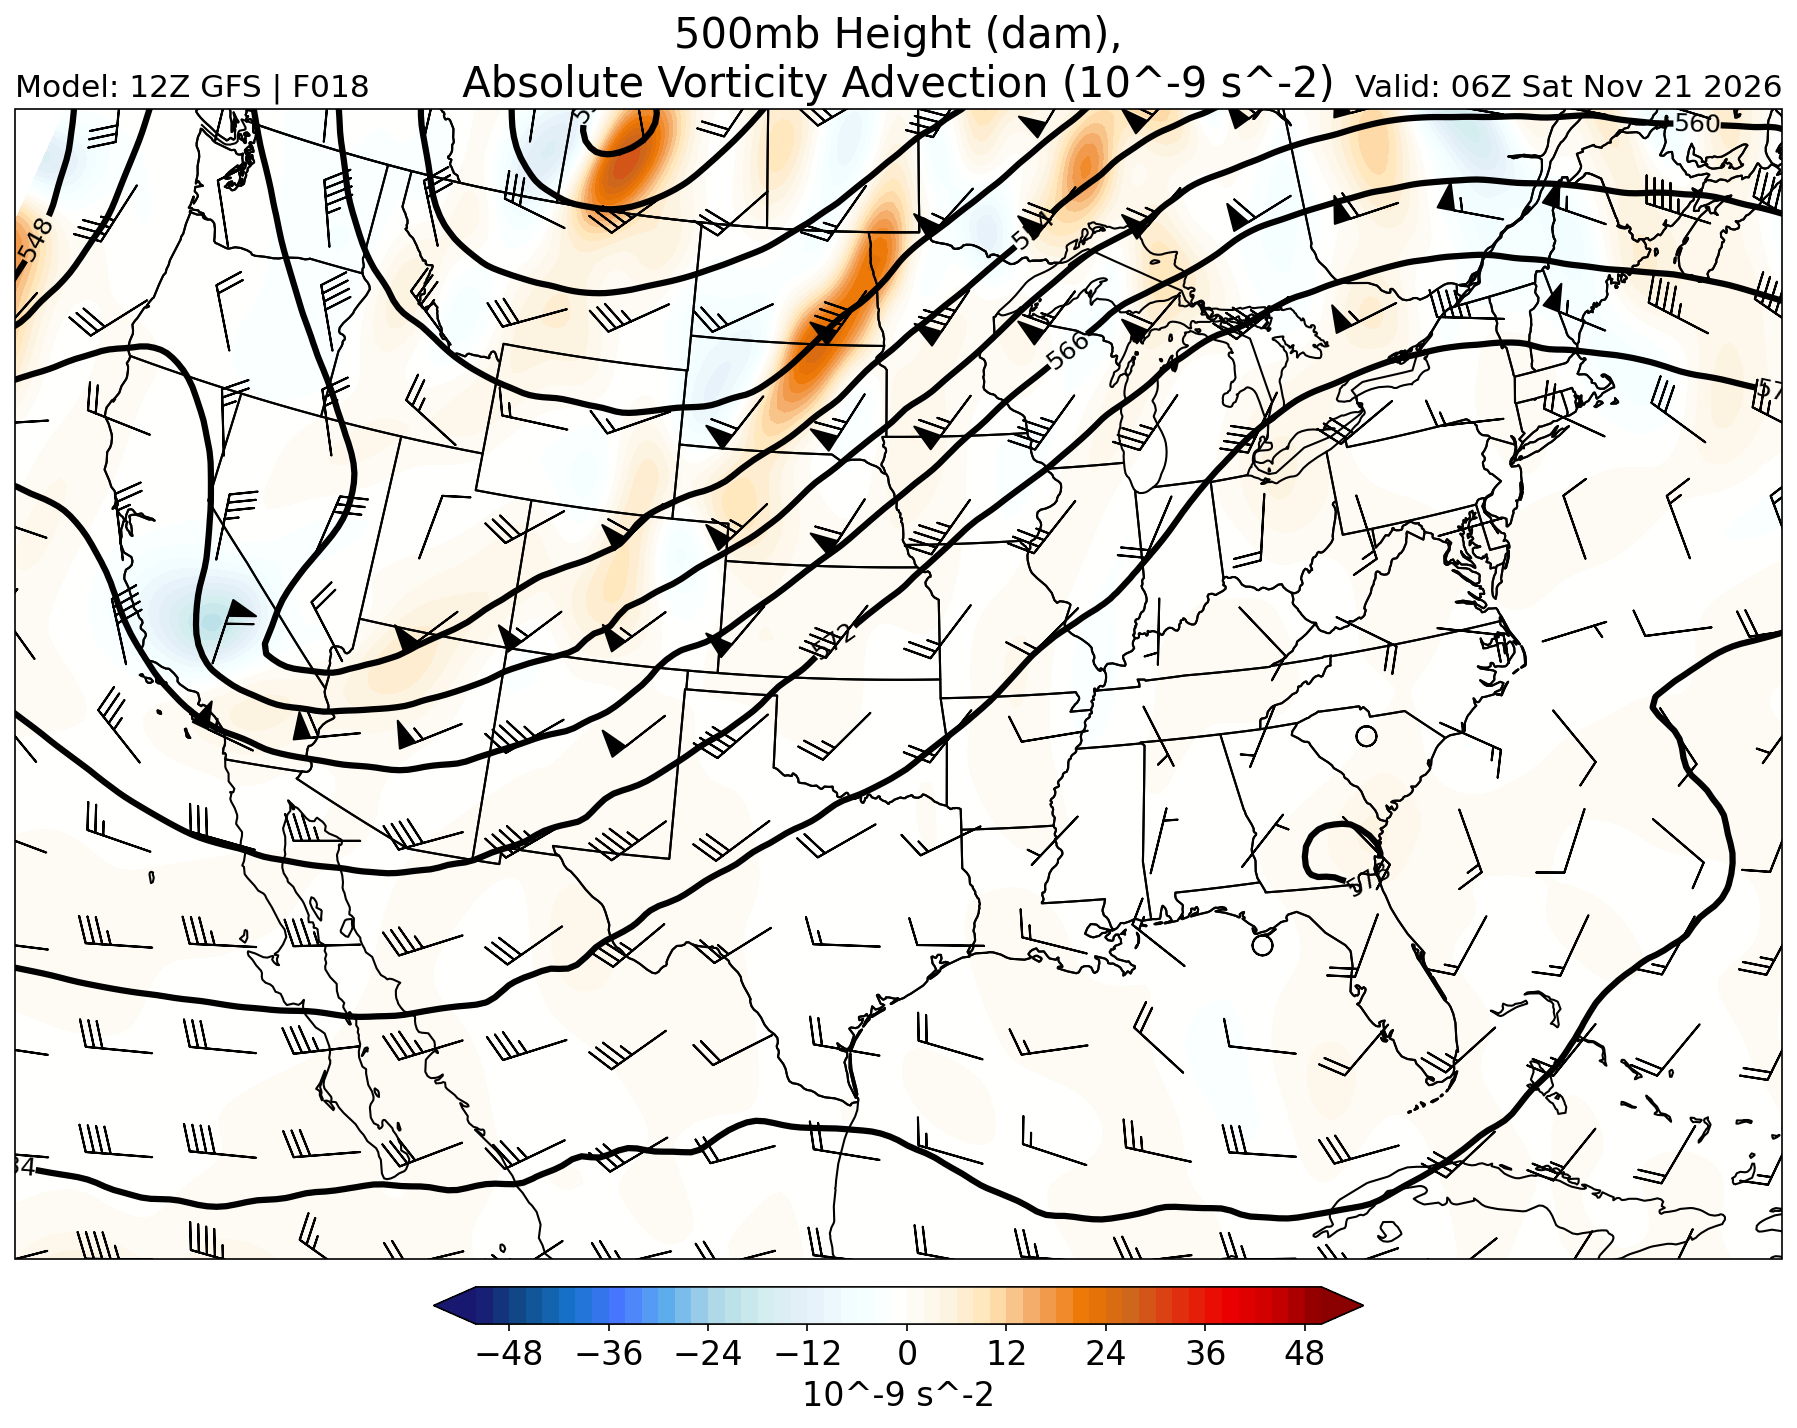 500mb Height (dam),
Absolute Vorticity Advection (10^-9 s^-2)
Model: 12Z GFS | F018
Valid: 06Z Sat Nov 21 2026
560
548
566
572
578
−48 −36 −24 −12 0 12 24 36 48
10^-9 s^-2